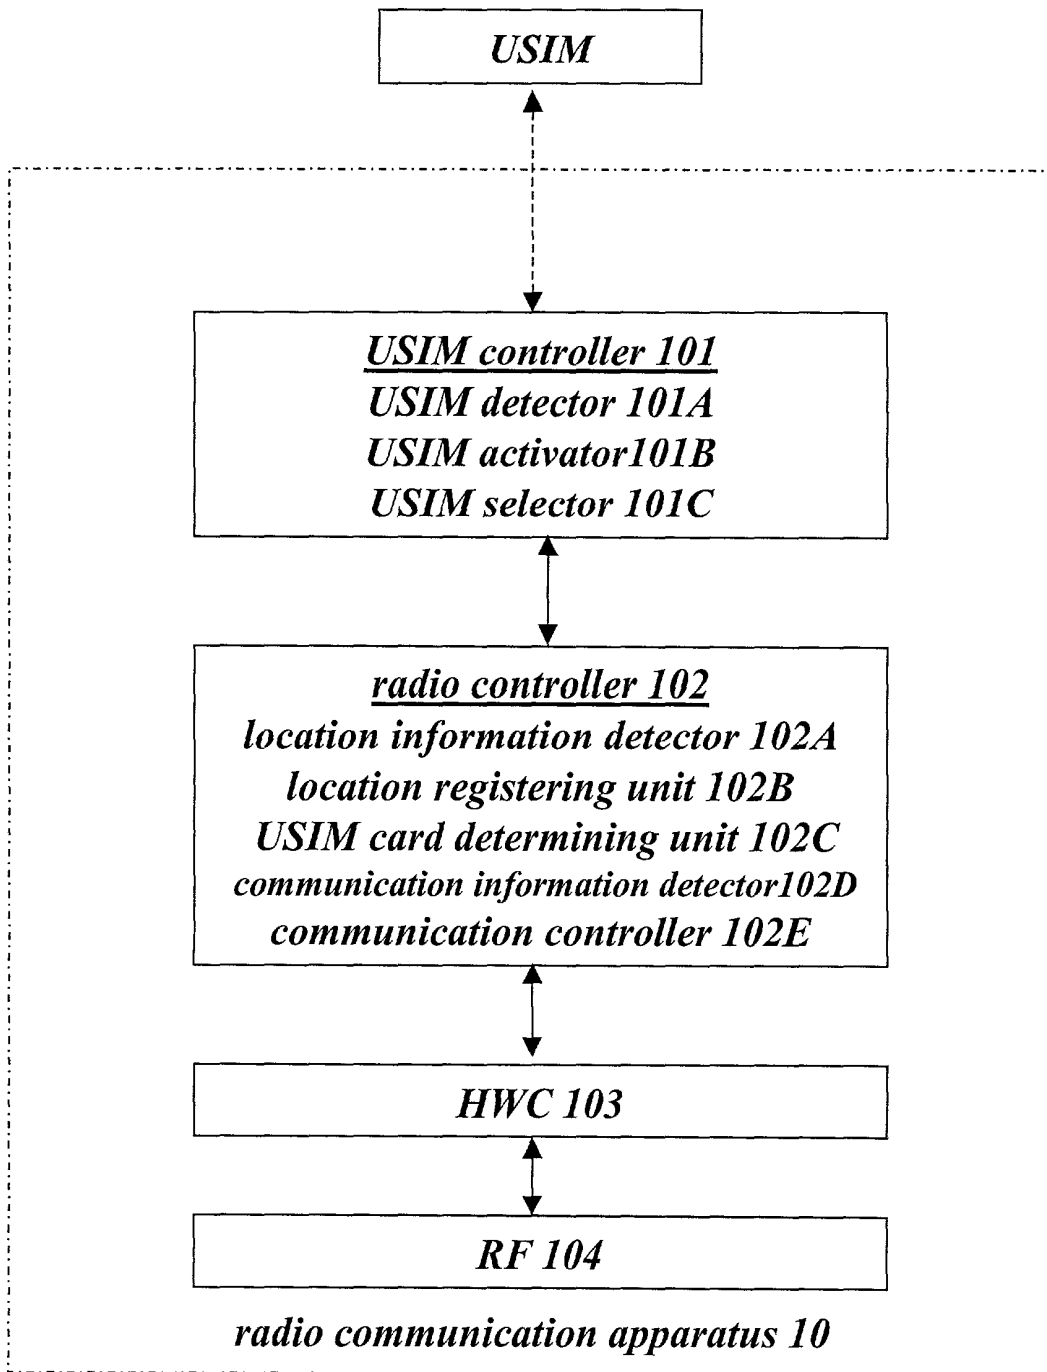 USIM
USIM controller 101
USIM detector 101A
USIM activator101B
USIM selector 101C
radio controller 102
location information detector 102A
location registering unit 102B
USIM card determining unit 102C
communication information detector102D
communication controller 102E
HWC 103
RF 104
radio communication apparatus 10